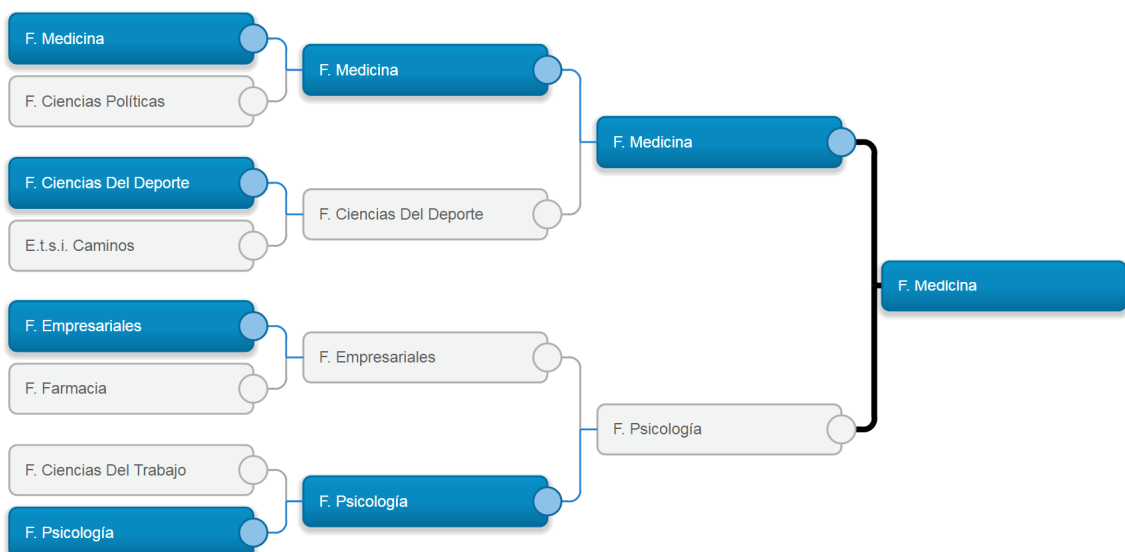 F. Medicina
F. Ciencias Políticas
F. Ciencias Del Deporte
E.t.s.i. Caminos
F. Empresariales
F. Farmacia
F. Ciencias Del Trabajo
F. Psicología
F. Medicina
F. Ciencias Del Deporte
F. Empresariales
F. Psicología
F. Medicina
F. Psicología
F. Medicina